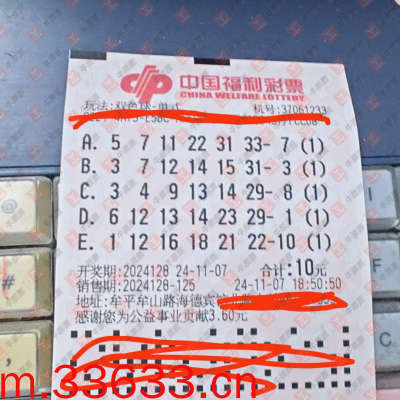 中国福利彩票
CHINA WELFARE LOTTERY
玩法:双色球-单式 机号:37061233
A. 5 7 11 22 31 33- 7 (1)
B. 3 7 12 14 15 31- 3 (1)
C. 3 4 9 13 14 29- 8 (1)
D. 6 12 13 14 23 29- 1 (1)
E. 1 12 16 18 21 22-10 (1)
开奖期:2024128 24-11-07 合计:10元
销售期:2024128-125 24-11-07 18:50:50
地址:牟平牟山路海德宾馆
感谢您为公益事业贡献3.60元
m.33633.cn